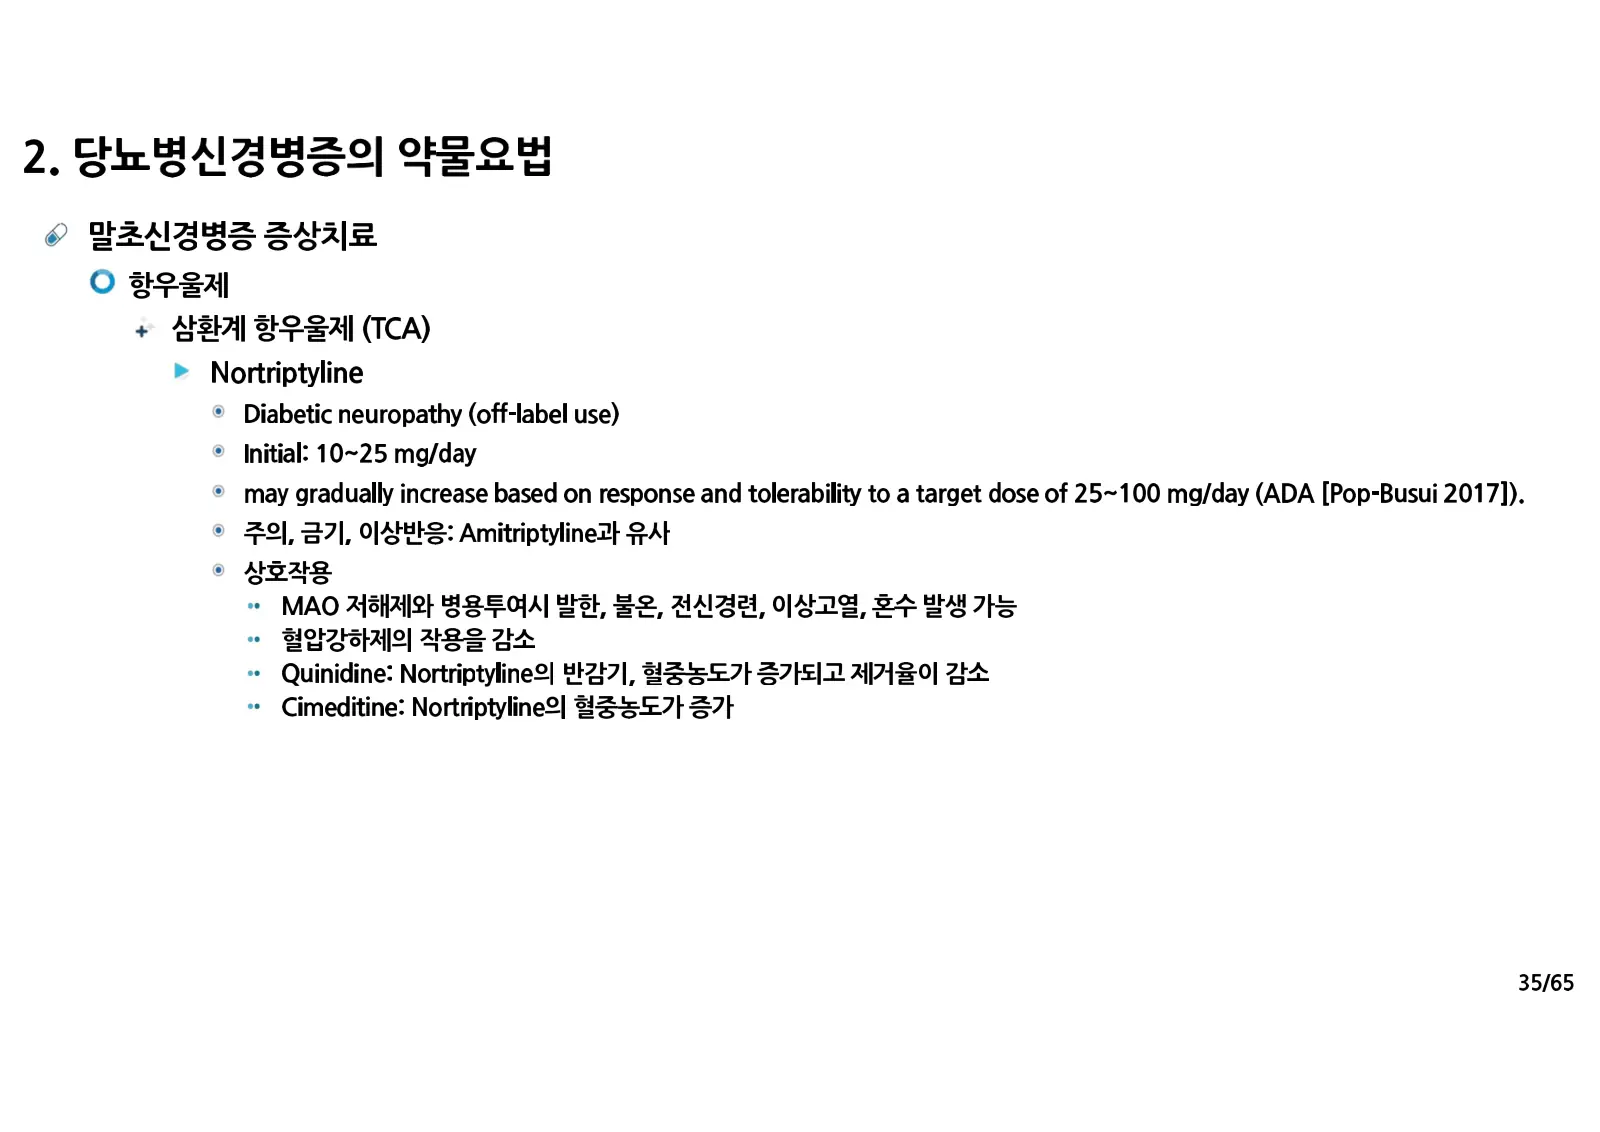 2. 당뇨병신경병증의 약물요법
말초신경병증 증상치료
항우울제
삼환계 항우울제 (TCA)
Nortriptyline
Diabetic neuropathy (off-label use)
Initial: 10~25 mg/day
may gradually increase based on response and tolerability to a target dose of 25~100 mg/day (ADA [Pop-Busui 2017]).
주의, 금기, 이상반응: Amitriptyline과 유사
상호작용
MAO 저해제와 병용투여시 발한, 불온, 전신경련, 이상고열, 혼수 발생 가능
혈압강하제의 작용을 감소
Quinidine: Nortriptyline의 반감기, 혈중농도가 증가되고 제거율이 감소
Cimeditine: Nortriptyline의 혈중농도가 증가
35/65